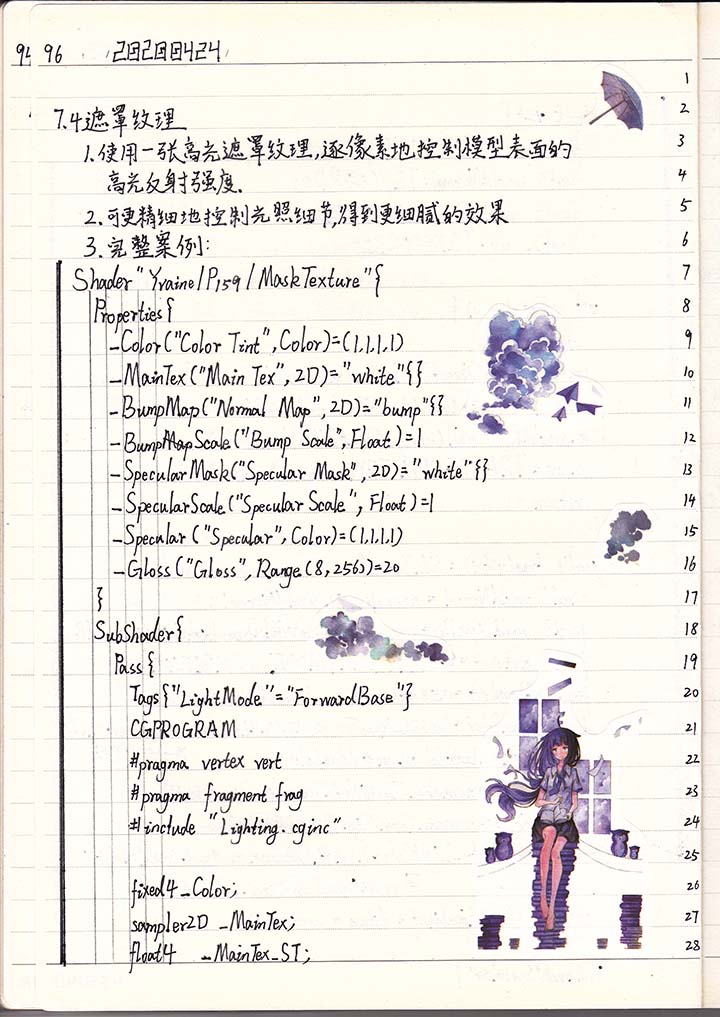 94 96 20200424
7.4遮罩纹理
1.使用一张高光遮罩纹理,逐像素地控制模型表面的
高光反射强度.
2.可更精细地控制光照细节,得到更细腻的效果
3.完整案例:
Shader "Yvaine/P159/MaskTexture"{
Properties{
_Color("Color Tint",Color)=(1,1,1,1)
_MainTex("Main Tex",2D)="white"{}
_BumpMap("Normal Map",2D)="bump"{}
_BumpMapScale("Bump Scale",Float)=1
_SpecularMask("Specular Mask",2D)="white"{}
_SpecularScale("Specular Scale",Float)=1
_Specular("Specular",Color)=(1,1,1,1)
_Gloss("Gloss",Range(8,256))=20
}
SubShader{
Pass{
Tags{"LightMode"="ForwardBase"}
CGPROGRAM
#pragma vertex vert
#pragma fragment frag
#include "Lighting.cginc"
fixed4 _Color;
sampler2D _MainTex;
float4 _MainTex_ST;
1
2
3
4
5
6
7
8
9
10
11
12
13
14
15
16
17
18
19
20
21
22
23
24
25
26
27
28